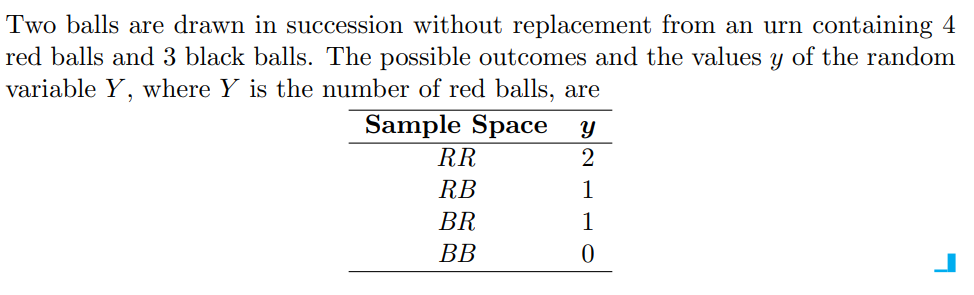 Two balls are drawn in succession without replacement from an urn containing 4
red balls and 3 black balls. The possible outcomes and the values y of the random
variable Y, where Y is the number of red balls, are
Sample Space y
RR 2
RB 1
BR 1
BB 0